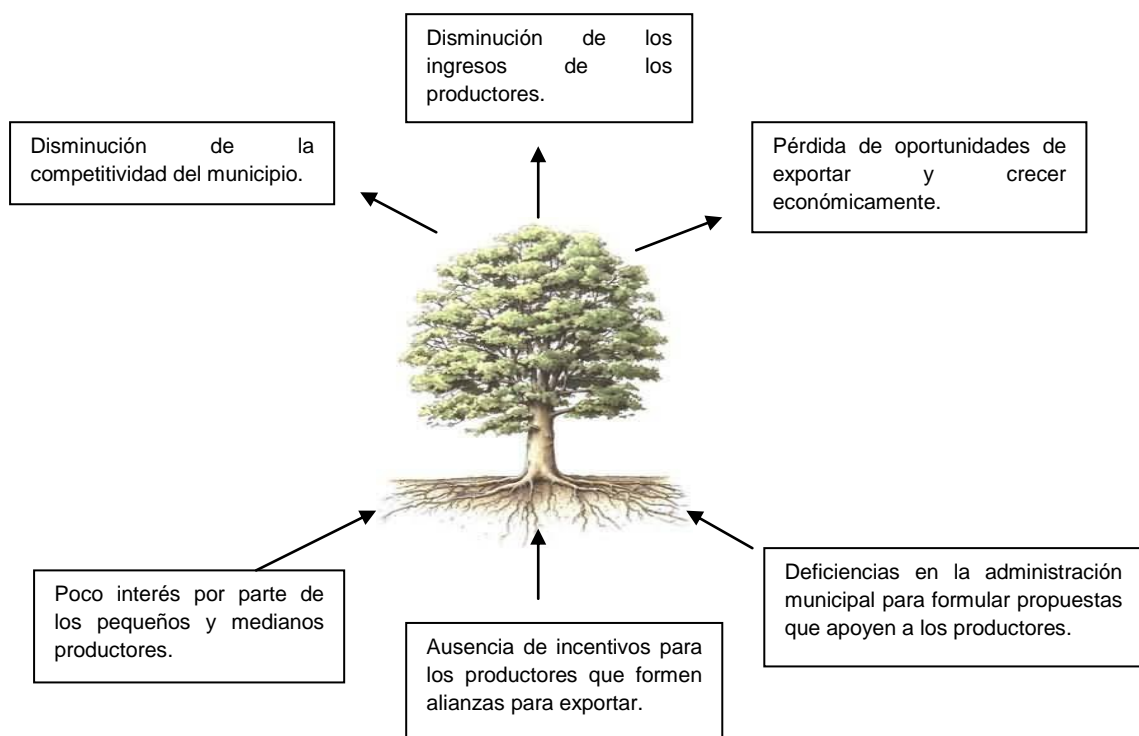 Disminución de los
ingresos de los
productores.
Disminución de la
competitividad del municipio.
Pérdida de oportunidades de
exportar y crecer
económicamente.
Poco interés por parte de
los pequeños y medianos
productores.
Ausencia de incentivos para
los productores que formen
alianzas para exportar.
Deficiencias en la administración
municipal para formular propuestas
que apoyen a los productores.